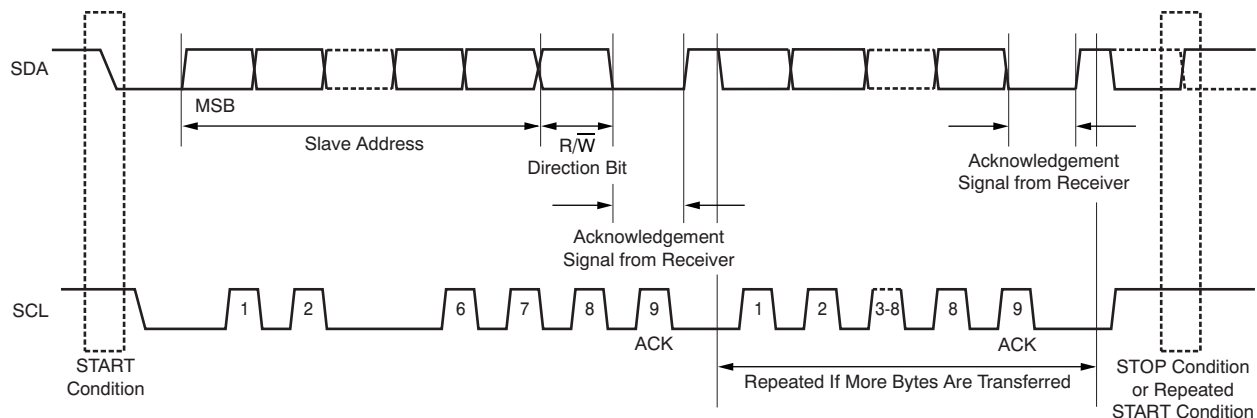 SDA
MSB
Slave Address
R/W̅
Direction Bit
Acknowledgement
Signal from Receiver
Acknowledgement
Signal from Receiver
SCL
1
2
6
7
8
9
1
2
3-8
8
9
ACK
ACK
START
Condition
Repeated If More Bytes Are Transferred
STOP Condition
or Repeated
START Condition